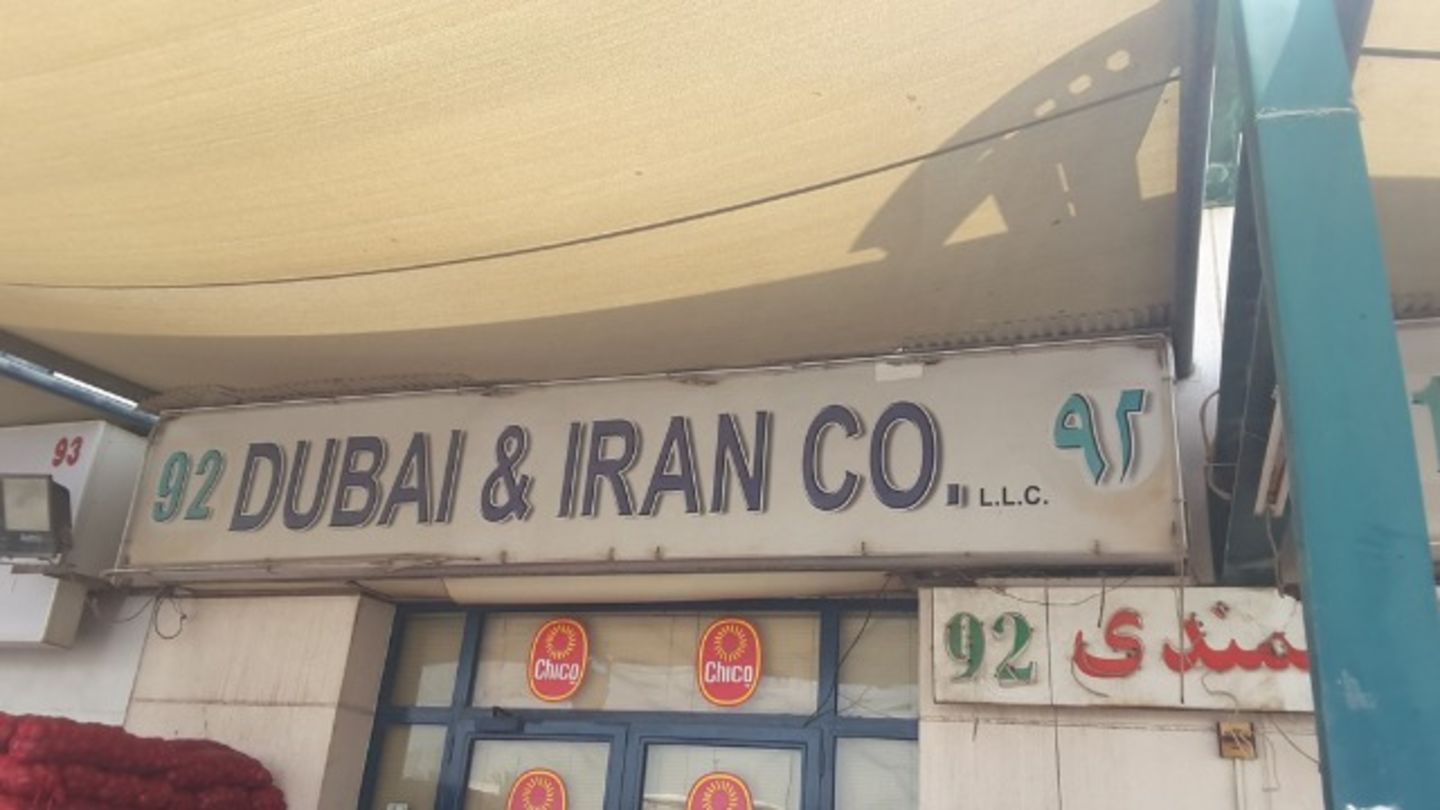 93
92 DUBAI & IRAN CO. L.L.C. ٩٢
Chico Chico
92